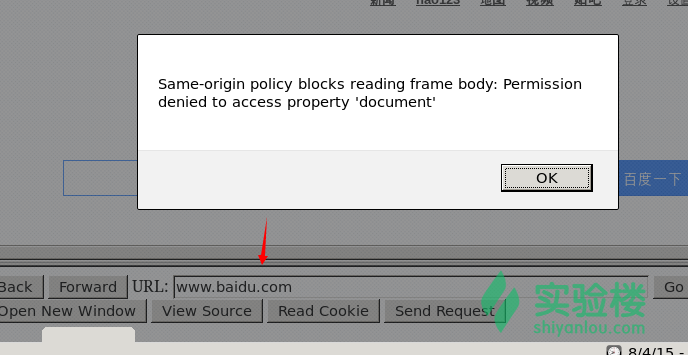 新闻 hao123 地图 视频 贴吧 登录 设置
Same-origin policy blocks reading frame body: Permission
denied to access property 'document'
OK
百度一下
Back Forward URL: www.baidu.com Go
Open New Window View Source Read Cookie Send Request
实验楼
shiyanlou.com
8/4/15 -